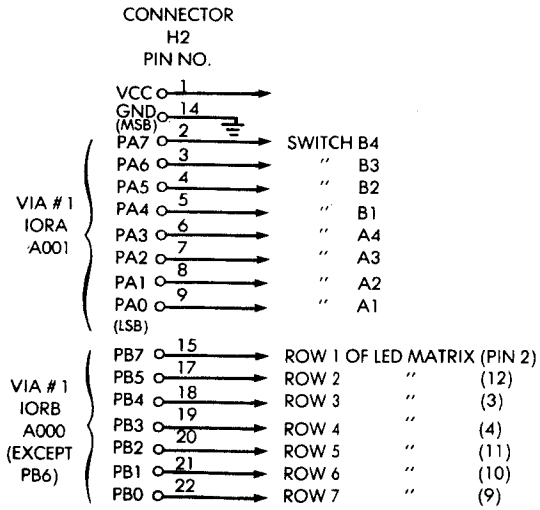 CONNECTOR
H2
PIN NO.
VCC 1
GND 14
(MSB)
PA7 2 SWITCH B4
PA6 3 " B3
PA5 4 " B2
PA4 5 " B1
PA3 6 " A4
PA2 7 " A3
PA1 8 " A2
PA0 9 " A1
(LSB)
VIA #1
IORA
A001
PB7 15 ROW 1 OF LED MATRIX (PIN 2)
PB5 17 ROW 2 " (12)
PB4 18 ROW 3 " (3)
PB3 19 ROW 4 " (4)
PB2 20 ROW 5 " (11)
PB1 21 ROW 6 " (10)
PB0 22 ROW 7 " (9)
VIA #1
IORB
A000
(EXCEPT
PB6)